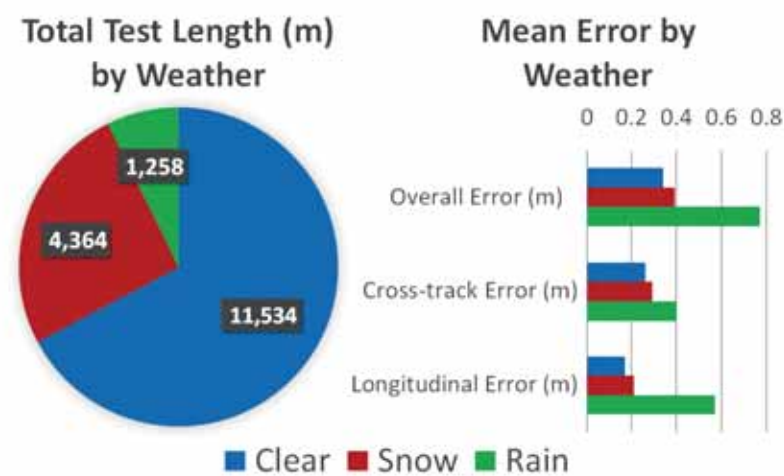 Total Test Length (m)
by Weather
1,258
4,364
11,534
Mean Error by
Weather
0 0.2 0.4 0.6 0.8
Overall Error (m)
Cross-track Error (m)
Longitudinal Error (m)
Clear Snow Rain